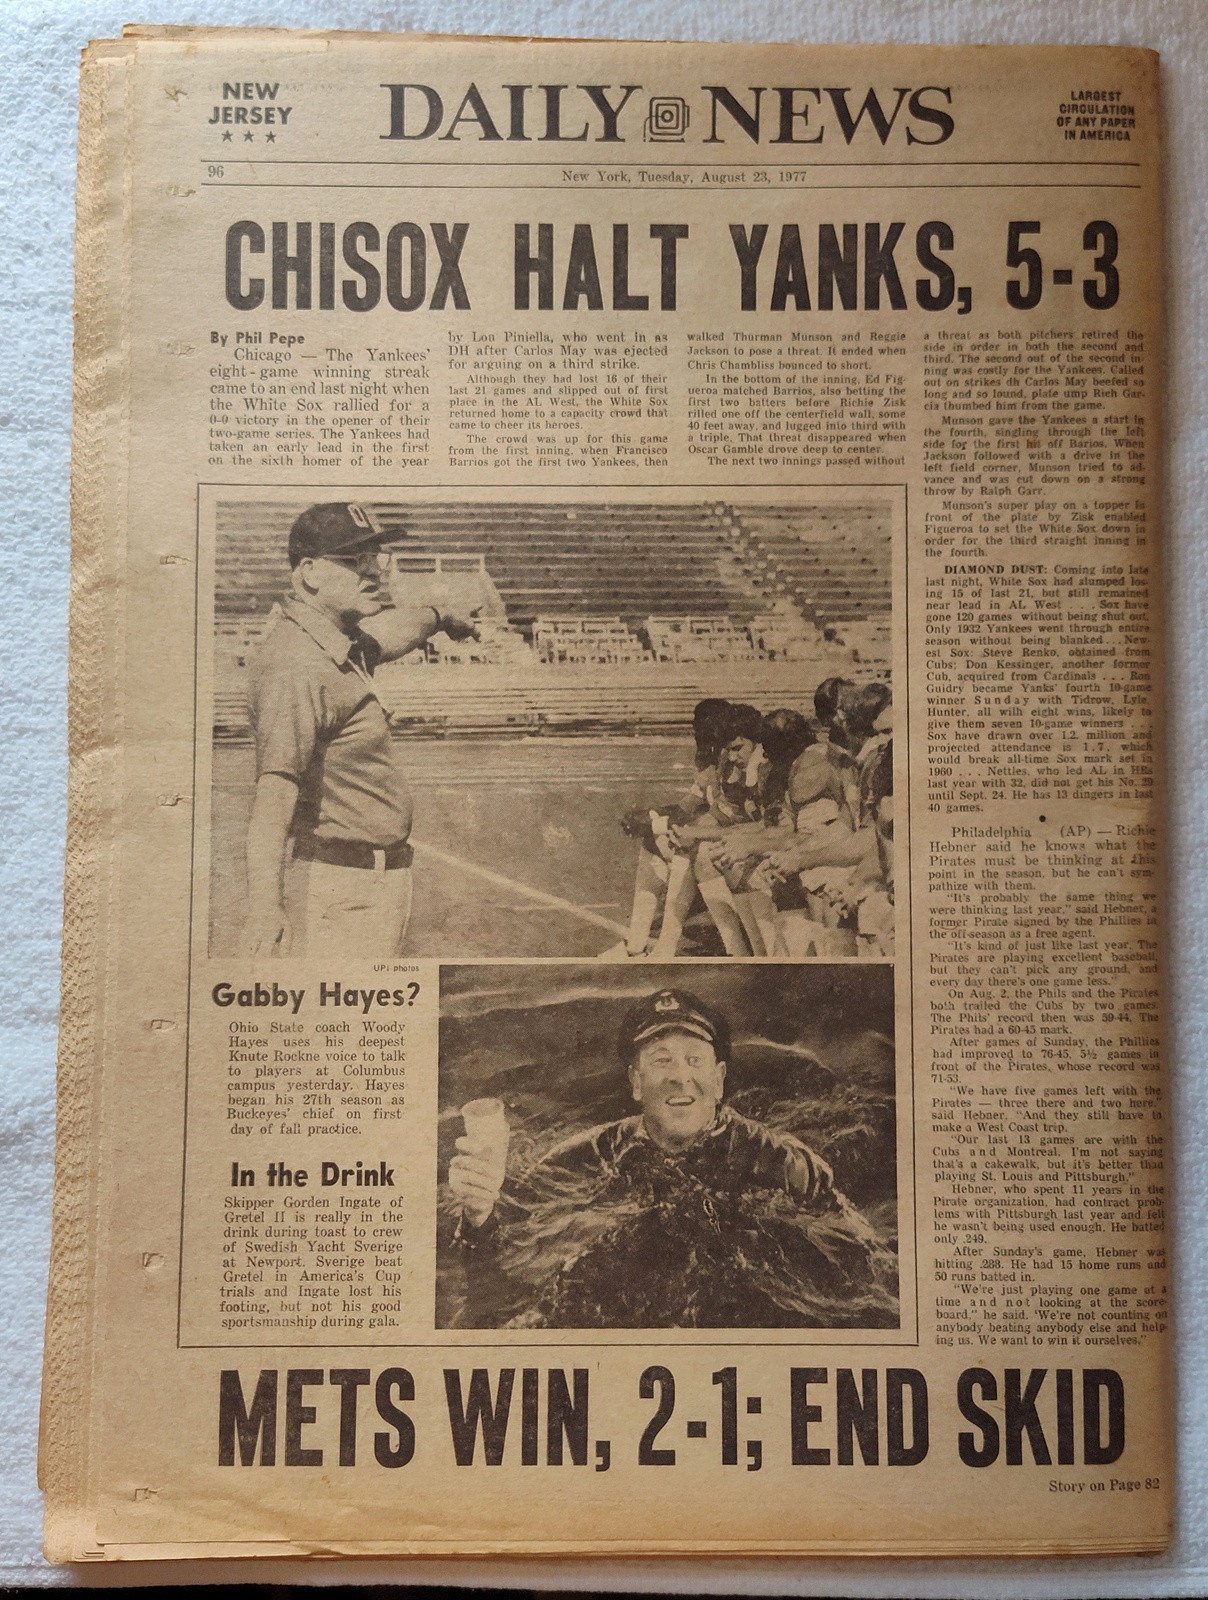 NEW
JERSEY
★ ★ ★
DAILY NEWS
LARGEST
CIRCULATION
OF ANY PAPER
IN AMERICA
96
New York, Tuesday, August 23, 1977
CHISOX HALT YANKS, 5-3
By Phil Pepe
Chicago — The Yankees'
eight-game winning streak
came to an end last night when
the White Sox rallied for a
0-0 victory in the opener of their
two-game series. The Yankees had
taken an early lead in the first
on the sixth homer of the year
by Lou Piniella, who went in as
DH after Carlos May was ejected
for arguing on a third strike.
Although they had lost 16 of their
last 21 games and slipped out of first
place in the AL West, the White Sox
returned home to a capacity crowd that
came to cheer its heroes.
The crowd was up for this game
from the first inning, when Francisco
Barrios got the first two Yankees, then
walked Thurman Munson and Reggie
Jackson to pose a threat. It ended when
Chris Chambliss bounced to short.
In the bottom of the inning, Ed Fig-
ueroa matched Barrios, also betting the
first two batters before Richie Zisk
rilled one off the centerfield wall, some
40 feet away, and lugged into third with
a triple. That threat disappeared when
Oscar Gamble drove deep to center.
The next two innings passed without
a threat as both pitchers retired the
side in order in both the second and
third. The second out of the second in-
ning was costly for the Yankees. Called
out on strikes dh Carlos May beefed so
long and so lound, plate ump Rich Gar-
cia thumbed him from the game.
Munson gave the Yankees a start in
the fourth, singling through the left
side for the first hit off Barios. When
Jackson followed with a drive in the
left field corner, Munson tried to ad-
vance and was cut down on a strong
throw by Ralph Garr.
Munson's super play on a topper in
front of the plate by Zisk enabled
Figueroa to set the White Sox down in
order for the third straight inning in
the fourth.
DIAMOND DUST: Coming into late
last night, White Sox had slumped los-
ing 15 of last 21, but still remained
near lead in AL West . . . Sox have
gone 120 games without being shut out.
Only 1932 Yankees went through entire
season without being blanked . . . New-
est Sox: Steve Renko, obtained from
Cubs; Don Kessinger, another former
Cub, acquired from Cardinals . . . Ron
Guidry became Yanks' fourth 10-game
winner Sunday with Tidrow, Lyle,
Hunter, all with eight wins, likely to
give them seven 10-game winners . . .
Sox have drawn over 1.2 million and
projected attendance is 1.7, which
would break all-time Sox mark set in
1960 . . . Nettles, who led AL in HRs
last year with 32, did not get his No.
until Sept. 24. He has 13 dingers in last
40 games.
Philadelphia (AP) — Richie
Hebner said he knows what the
Pirates must be thinking at this
point in the season, but he can't sym-
pathize with them.
"It's probably the same thing we
were thinking last year," said Hebner, a
former Pirate signed by the Phillies in
the off-season as a free agent.
"It's kind of just like last year. The
Pirates are playing excellent baseball,
but they can't pick any ground, and
every day there's one game less."
On Aug. 2, the Phils and the Pirates
both trailed the Cubs by two games.
The Phils' record then was 59-44. The
Pirates had a 60-45 mark.
After games of Sunday, the Phillies
had improved to 76-45, 5½ games in
front of the Pirates, whose record was
71-53.
"We have five games left with the
Pirates — three there and two here,"
said Hebner. "And they still have to
make a West Coast trip.
"Our last 13 games are with the
Cubs and Montreal. I'm not saying
that's a cakewalk, but it's better than
playing St. Louis and Pittsburgh."
Hebner, who spent 11 years in the
Pirate organization, had contract prob-
lems with Pittsburgh last year and felt
he wasn't being used enough. He batted
only .249.
After Sunday's game, Hebner was
hitting .288. He had 15 home runs and
50 runs batted in.
"We're just playing one game at a
time and not looking at the score-
board," he said. 'We're not counting on
anybody beating anybody else and help-
ing us. We want to win it ourselves."
UPI photos
Gabby Hayes?
Ohio State coach Woody
Hayes uses his deepest
Knute Rockne voice to talk
to players at Columbus
campus yesterday. Hayes
began his 27th season as
Buckeyes' chief on first
day of fall practice.
In the Drink
Skipper Gorden Ingate of
Gretel II is really in the
drink during toast to crew
of Swedish Yacht Sverige
at Newport. Sverige beat
Gretel in America's Cup
trials and Ingate lost his
footing, but not his good
sportsmanship during gala.
METS WIN, 2-1; END SKID
Story on Page 82